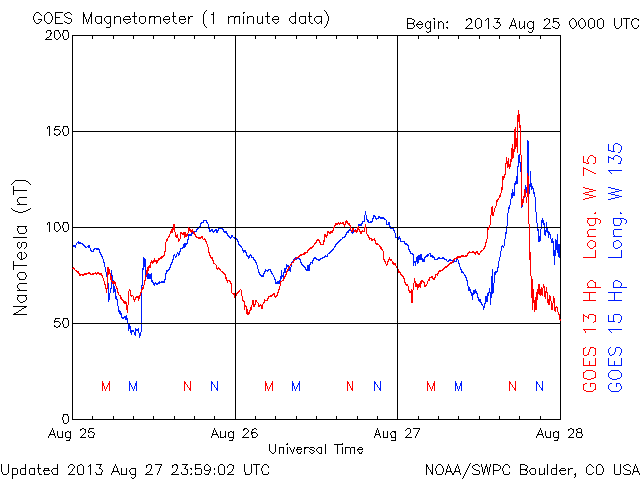 GOES Magnetometer (1 minute data)
Begin: 2013 Aug 25 0000 UTC
200
150
100
50
0
NanoTesla (nT)
M M N N M M N N M M N N
Aug 25 Aug 26 Aug 27 Aug 28
Universal Time
GOES 13 Hp Long. W 75
GOES 15 Hp Long. W 135
Updated 2013 Aug 27 23:59:02 UTC
NOAA/SWPC Boulder, CO USA